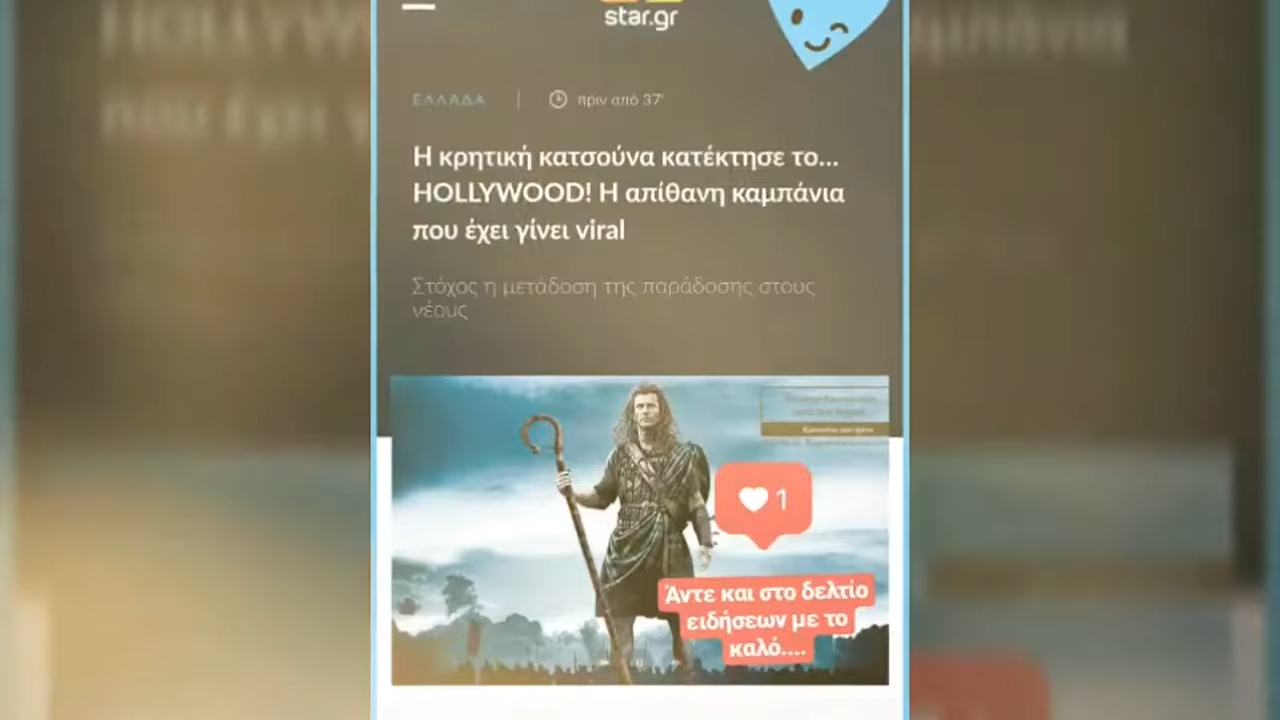 star.gr
ΕΛΛΑΔΑ
πριν από 37'
Η κρητική κατσούνα κατέκτησε το...
HOLLYWOOD! Η απίθανη καμπάνια
που έχει γίνει viral
Στόχος η μετάδοση της παράδοσης στους
νέους
1
Άντε και στο δελτίο
ειδήσεων με το
καλό....